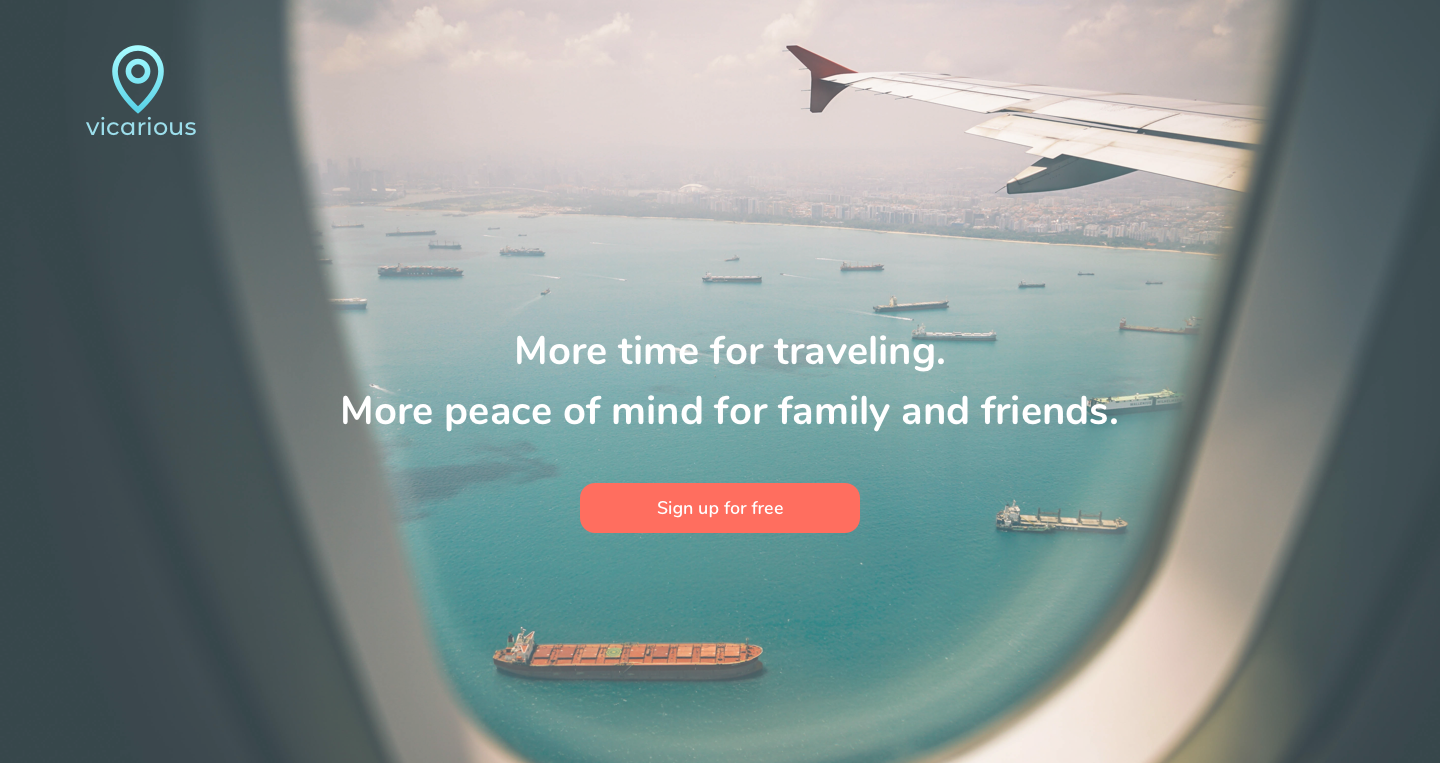 vicarious
More time for traveling.
More peace of mind for family and friends.
Sign up for free